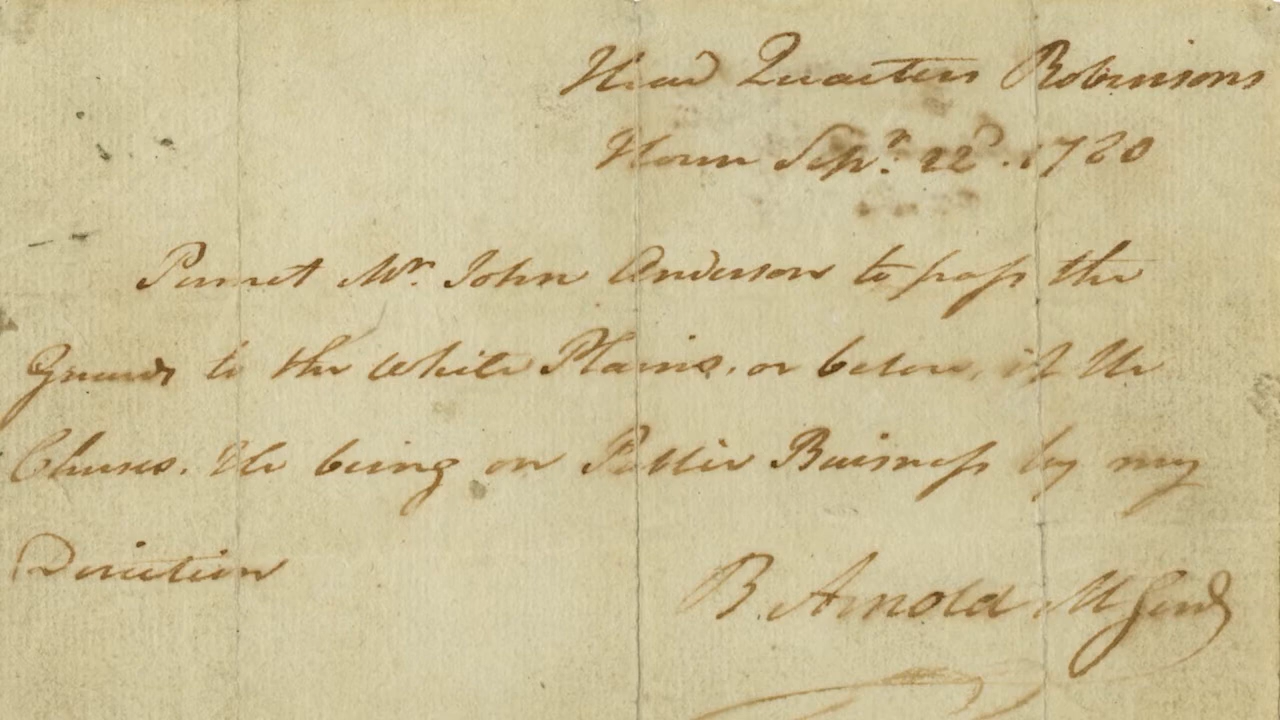 Head Quarters Robinsons
House Sepr. 22d. 1780
Permit Mr. John Anderson to pass the
Guards to the White Plains, or below, if He
Chuses. He being on Public Buisness by my
Direction
B. Arnold M Genl